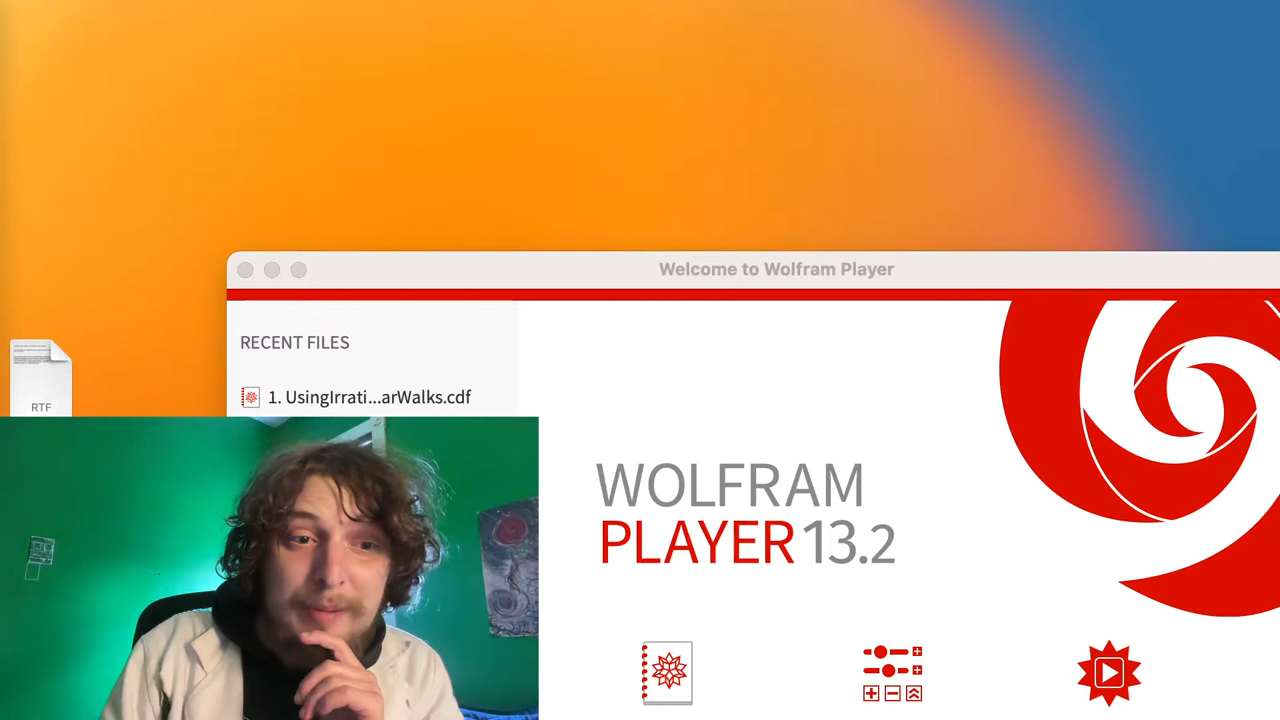 Welcome to Wolfram Player
RECENT FILES
1. UsingIrrati...arWalks.cdf
RTF
WOLFRAM
PLAYER 13.2